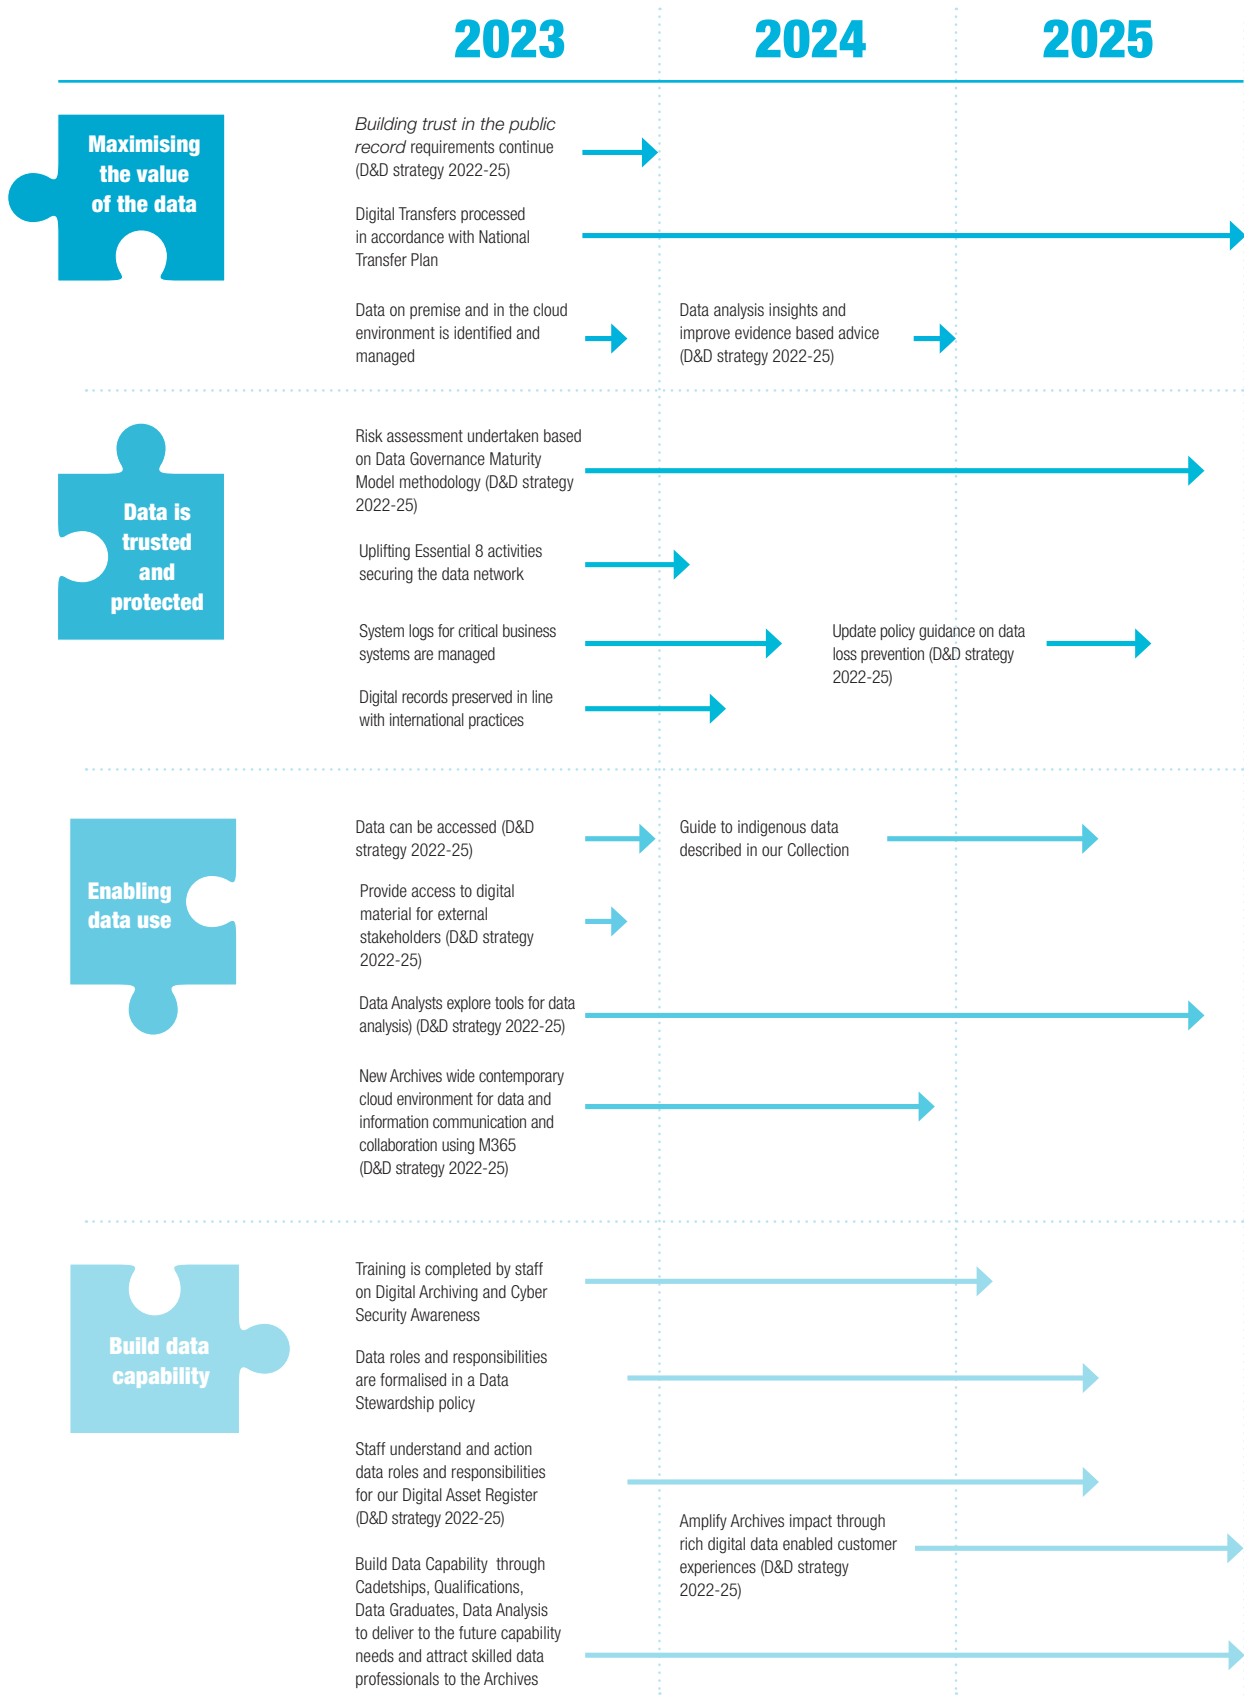 2023
2024
2025
Maximising
the value
of the data
Building trust in the public
record requirements continue
(D&D strategy 2022-25)
Digital Transfers processed
in accordance with National
Transfer Plan
Data on premise and in the cloud
environment is identified and
managed
Data analysis insights and
improve evidence based advice
(D&D strategy 2022-25)
Data is
trusted
and
protected
Risk assessment undertaken based
on Data Governance Maturity
Model methodology (D&D strategy
2022-25)
Uplifting Essential 8 activities
securing the data network
System logs for critical business
systems are managed
Update policy guidance on data
loss prevention (D&D strategy
2022-25)
Digital records preserved in line
with international practices
Enabling
data use
Data can be accessed (D&D
strategy 2022-25)
Guide to indigenous data
described in our Collection
Provide access to digital
material for external
stakeholders (D&D strategy
2022-25)
Data Analysts explore tools for data
analysis) (D&D strategy 2022-25)
New Archives wide contemporary
cloud environment for data and
information communication and
collaboration using M365
(D&D strategy 2022-25)
Build data
capability
Training is completed by staff
on Digital Archiving and Cyber
Security Awareness
Data roles and responsibilities
are formalised in a Data
Stewardship policy
Staff understand and action
data roles and responsibilities
for our Digital Asset Register
(D&D strategy 2022-25)
Amplify Archives impact through
rich digital data enabled customer
experiences (D&D strategy
2022-25)
Build Data Capability through
Cadetships, Qualifications,
Data Graduates, Data Analysis
to deliver to the future capability
needs and attract skilled data
professionals to the Archives